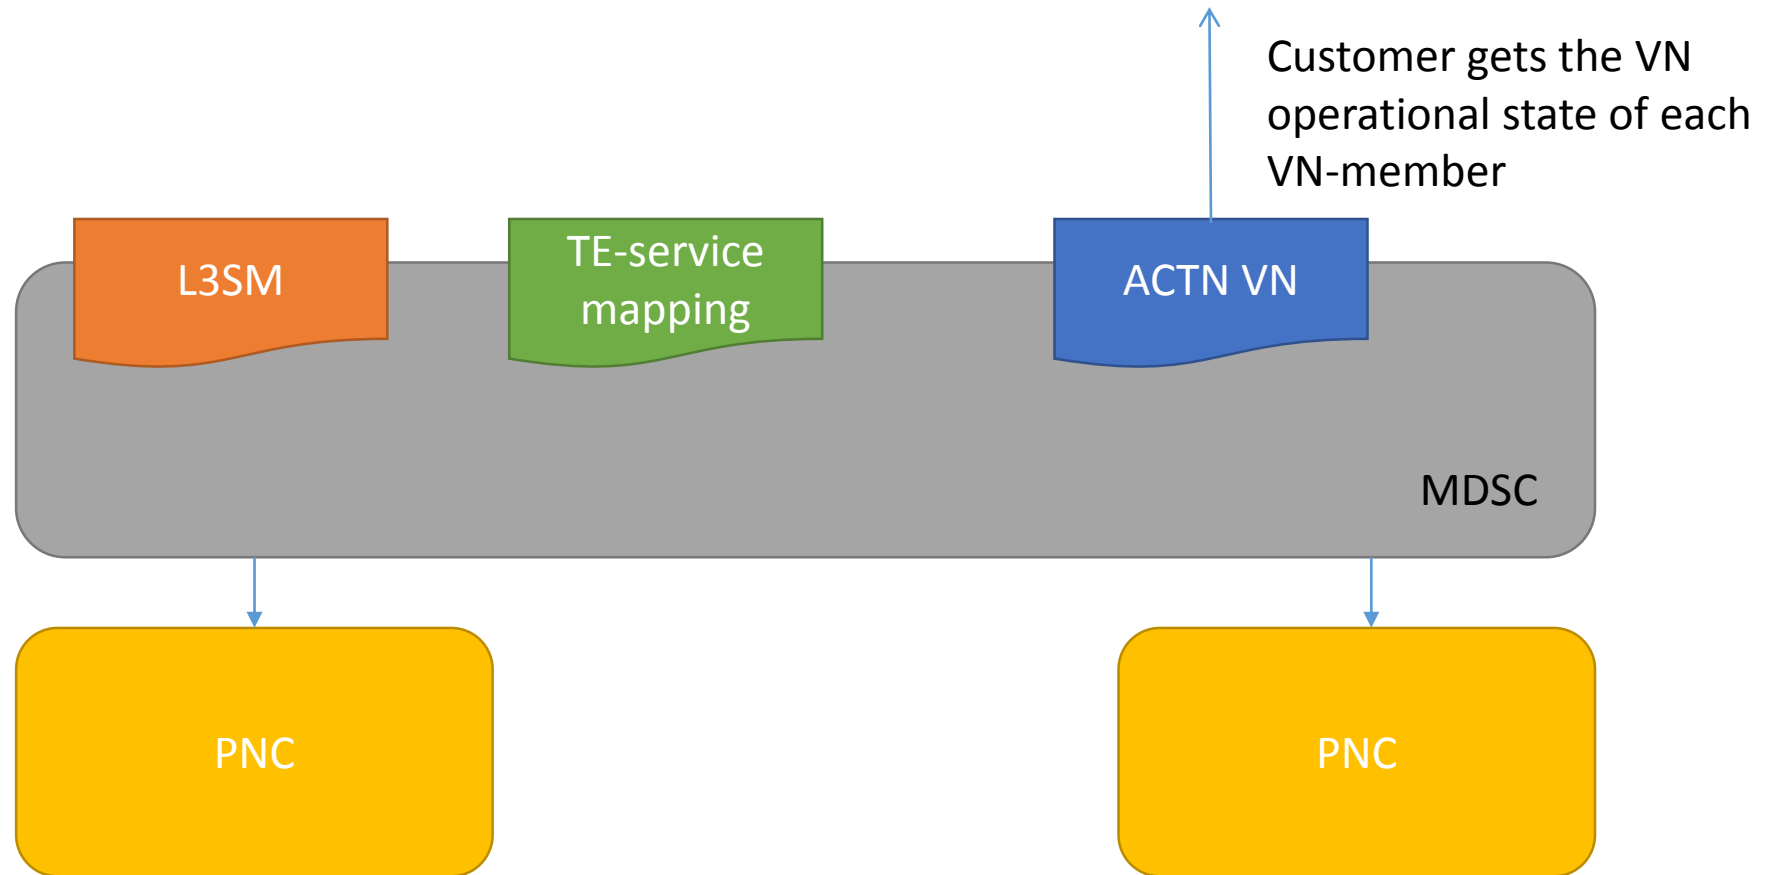 Customer gets the VN
operational state of each
VN-member
L3SM
TE-service
mapping
ACTN VN
MDSC
PNC
PNC